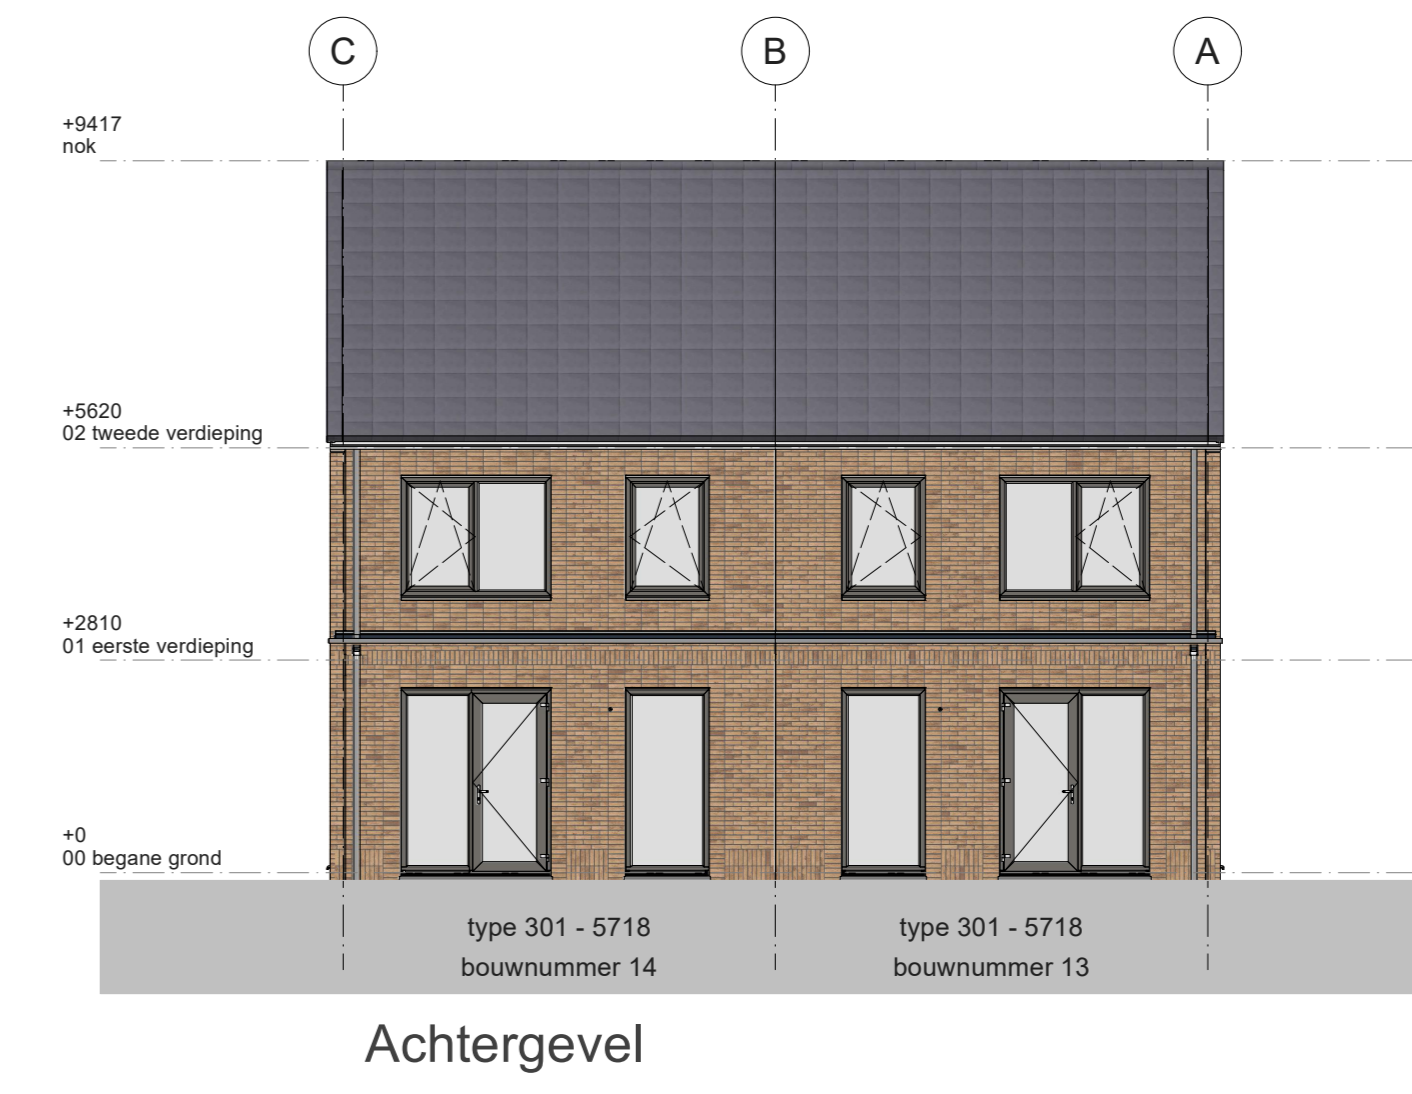 C B A
+9417
nok
+5620
02 tweede verdieping
+2810
01 eerste verdieping
+0
00 begane grond
type 301 - 5718 type 301 - 5718
bouwnummer 14 bouwnummer 13
Achtergevel